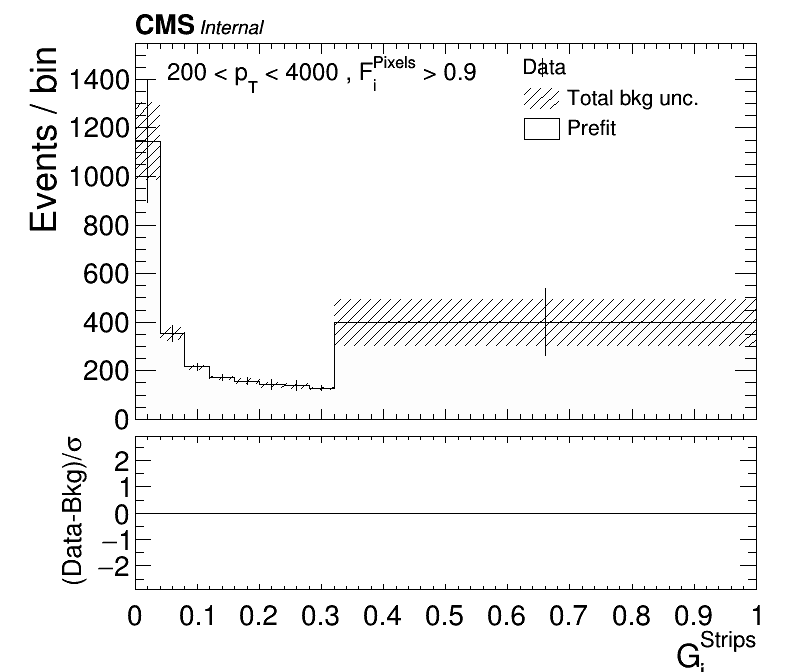 CMS Internal
200 < p_T < 4000 , F_i^Pixels > 0.9
Data
Total bkg unc.
Prefit
Events / bin
1400
1200
1000
800
600
400
200
0
(Data-Bkg)/σ
2
1
0
−1
−2
0 0.1 0.2 0.3 0.4 0.5 0.6 0.7 0.8 0.9 1
G_i^Strips